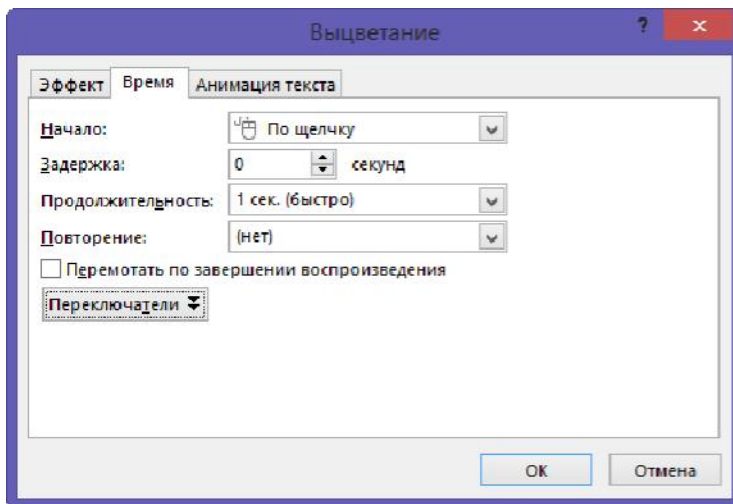 Выцветание
Эффект Время Анимация текста
Начало: По щелчку
Задержка: 0 секунд
Продолжительность: 1 сек. (быстро)
Повторение: (нет)
Перемотать по завершении воспроизведения
Переключатели
ОК Отмена